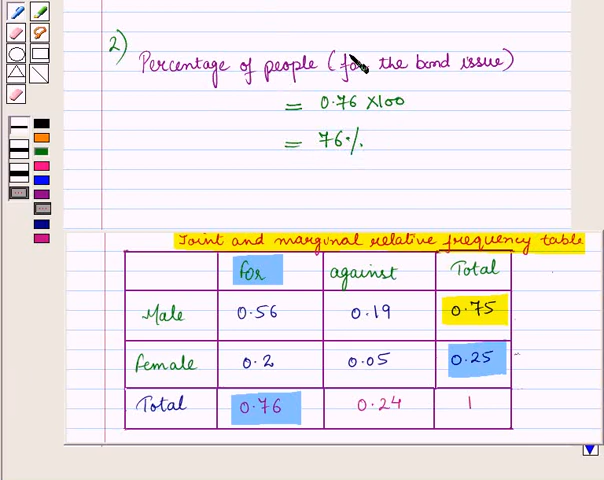 2)
Percentage of people (for the bond issue)
= 0.76 ×100
= 76%
Joint and marginal relative frequency table
for against Total
Male 0.56 0.19 0.75
Female 0.2 0.05 0.25
Total 0.76 0.24 1